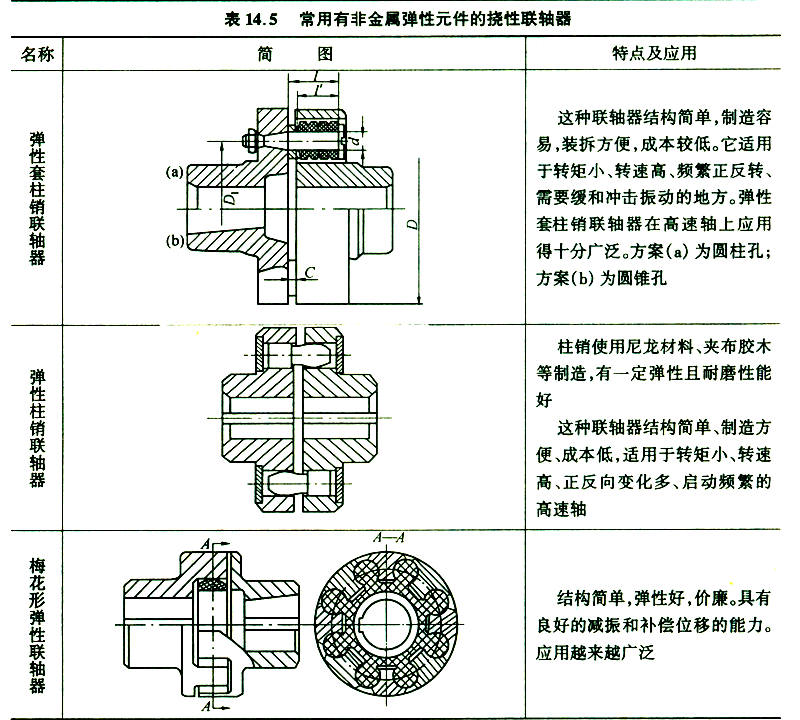 表 14.5 常用有非金属弹性元件的挠性联轴器
名称
简 图
特点及应用
弹性套柱销联轴器
l
l'
d
(a)
D1
(b)
D
C
这种联轴器结构简单,制造容
易,装拆方便,成本较低。它适用
于转矩小、转速高、频繁正反转、
需要缓和冲击振动的地方。弹性
套柱销联轴器在高速轴上应用
得十分广泛。方案(a)为圆柱孔;
方案(b)为圆锥孔
弹性柱销联轴器
柱销使用尼龙材料、夹布胶木
等制造,有一定弹性且耐磨性能
好
这种联轴器结构简单、制造方
便、成本低,适用于转矩小、转速
高、正反向变化多、启动频繁的
高速轴
梅花形弹性联轴器
A
A—A
A
结构简单,弹性好,价廉。具有
良好的减振和补偿位移的能力。
应用越来越广泛